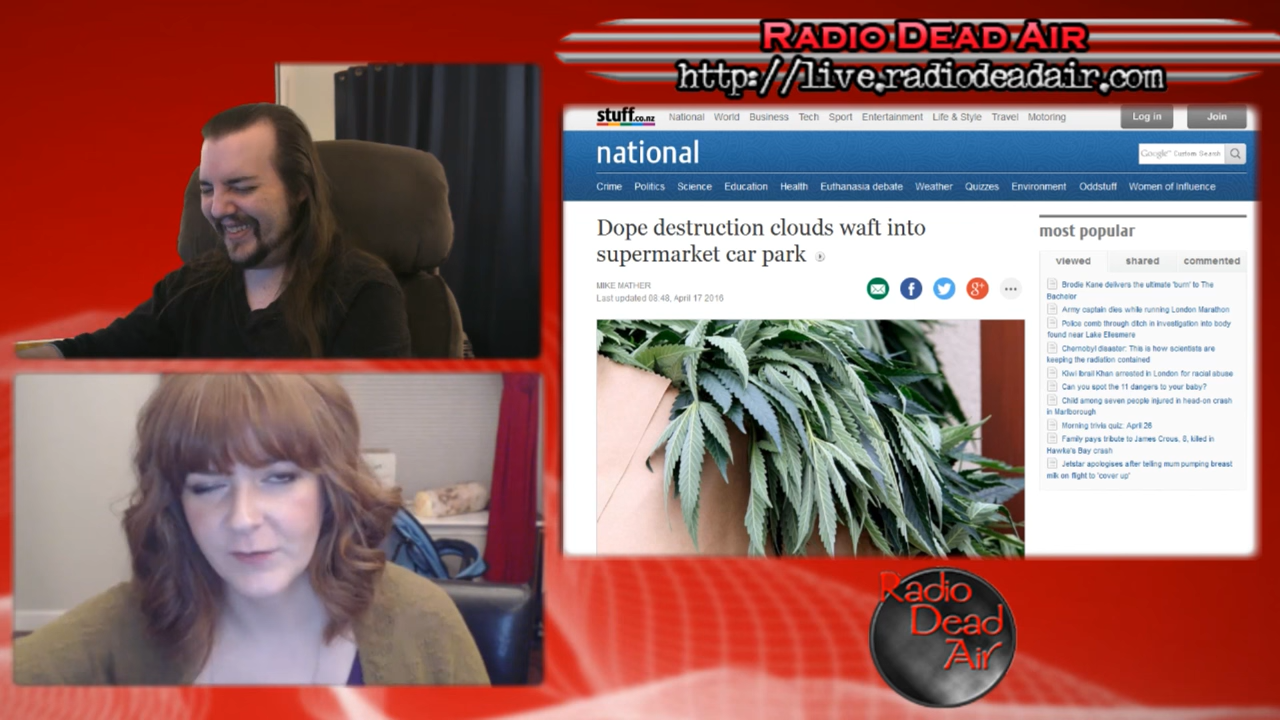 Radio Dead Air
http://live.radiodeadair.com
stuff.co.nz National World Business Tech Sport Entertainment Life & Style Travel Motoring Log in Join
national
Google™ Custom Search
Crime Politics Science Education Health Euthanasia debate Weather Quizzes Environment Oddstuff Women of Influence
Dope destruction clouds waft into
supermarket car park
MIKE MATHER
Last updated 08:48, April 17 2016
most popular
viewed shared commented
Brodie Kane delivers the ultimate 'burn' to The
Bachelor
Army captain dies while running London Marathon
Police comb through ditch in investigation into body
found near Lake Ellesmere
Chernobyl disaster: This is how scientists are
keeping the radiation contained
Kiwi Ibrail Khan arrested in London for racial abuse
Can you spot the 11 dangers to your baby?
Child among seven people injured in head-on crash
in Marlborough
Morning trivia quiz: April 26
Family pays tribute to James Crous, 8, killed in
Hawke's Bay crash
Jetstar apologises after telling mum pumping breast
milk on flight to 'cover up'
Radio
Dead
Air